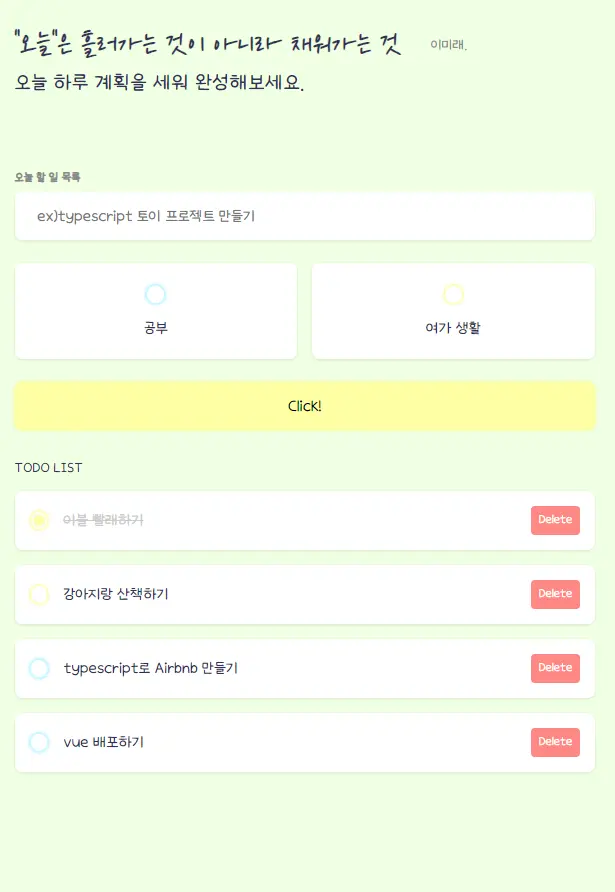 "오늘"은 흘러가는 것이 아니라 채워가는 것 이미래.
오늘 하루 계획을 세워 완성해보세요.
오늘 할 일 목록
ex)typescript 토이 프로젝트 만들기
공부 여가 생활
Click!
TODO LIST
이불 빨래하기 Delete
강아지랑 산책하기 Delete
typescript로 Airbnb 만들기 Delete
vue 배포하기 Delete